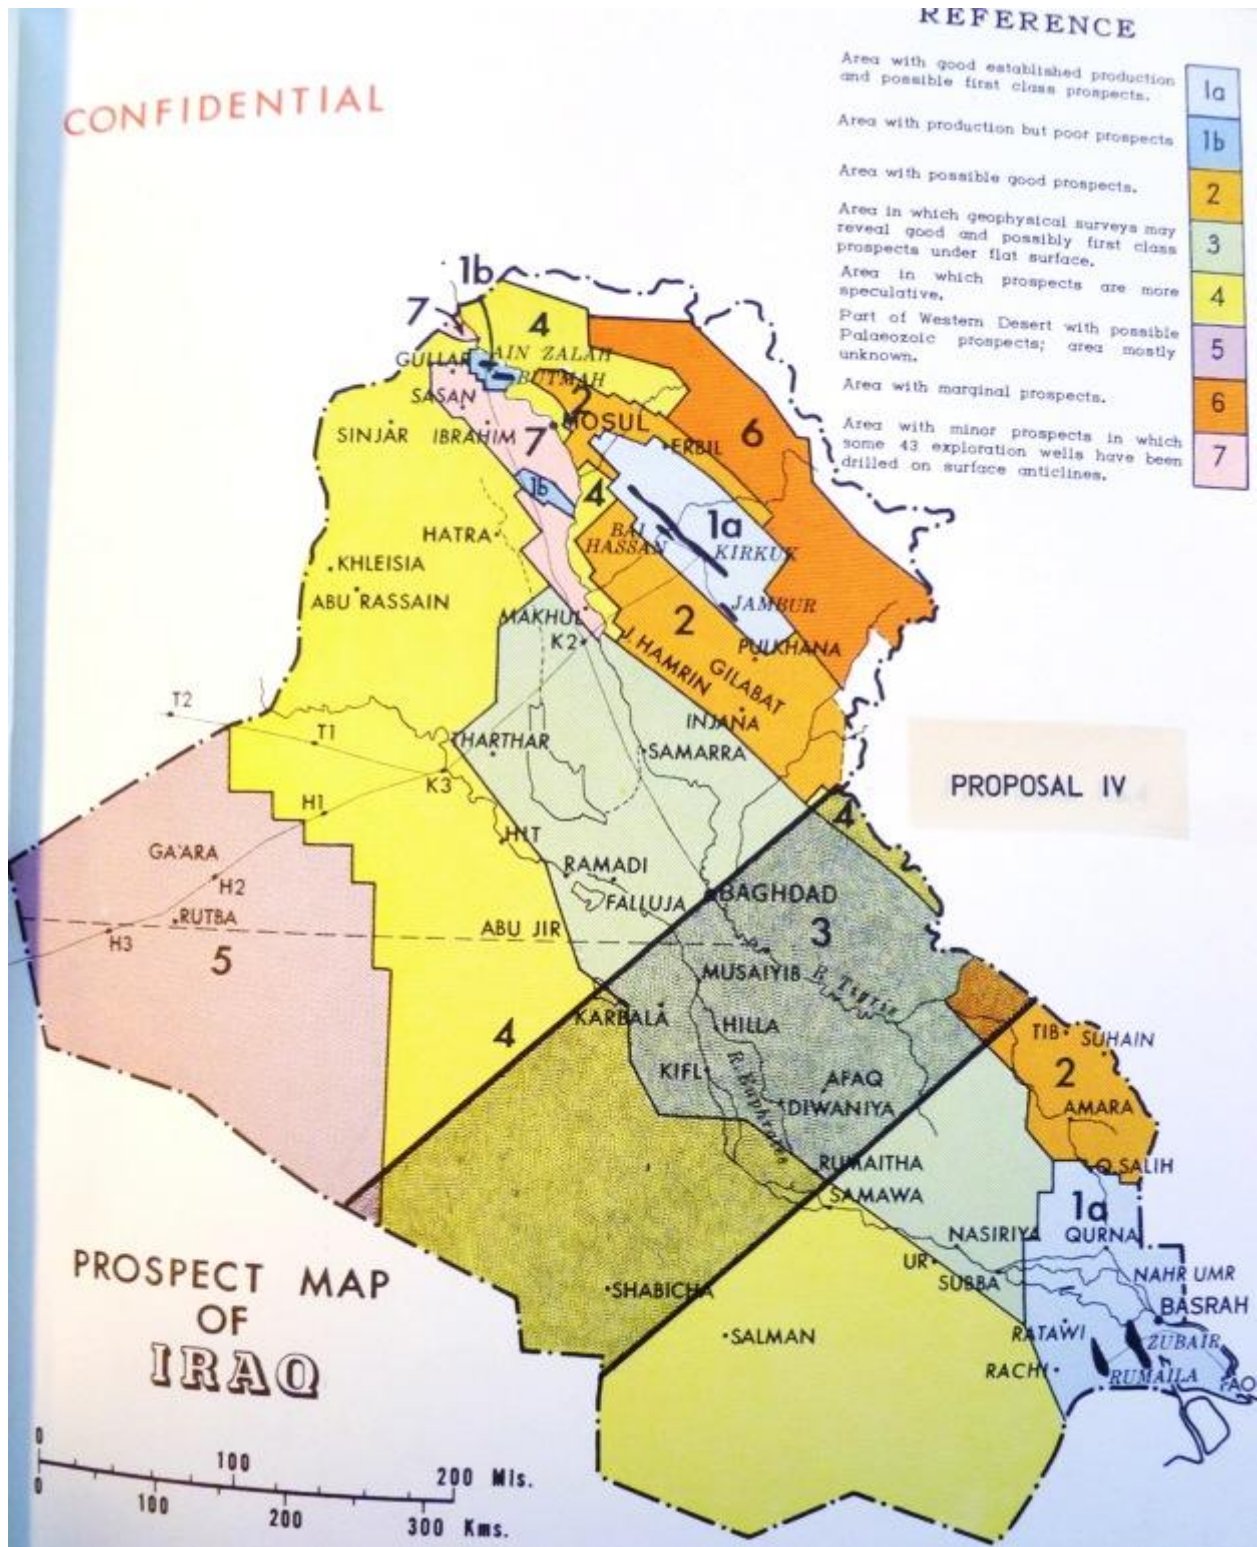 REFERENCE
CONFIDENTIAL
Area with good established production
and possible first class prospects.
1a
Area with production but poor prospects
1b
Area with possible good prospects.
2
Area in which geophysical surveys may
reveal good and possibly first class
prospects under flat surface.
3
Area in which prospects are more
speculative.
4
Part of Western Desert with possible
Palaeozoic prospects; area mostly
unknown.
5
Area with marginal prospects.
6
Area with minor prospects in which
some 43 exploration wells have been
drilled on surface anticlines.
7
1b
7
4
GULLAR
AIN ZALAH
BUTMAH
SASAN
2
MOSUL
SINJAR
IBRAHIM
7
ERBIL
6
1b
4
1a
HATRA
BAI
HASSAN
KIRKUK
KHLEISIA
ABU RASSAIN
MAKHUL
JAMBUR
K2
2
PULKHANA
J. HAMRIN
GILABAT
T2
INJANA
T1
THARTHAR
SAMARRA
K3
PROPOSAL IV
H1
4
HIT
GA'ARA
RAMADI
H2
FALLUJA
BAGHDAD
RUTBA
ABU JIR
3
H3
5
MUSAIYIB
R. Tigris
4
KARBALA
HILLA
TIB
SUHAIN
KIFL
R. Euphrates
AFAQ
2
DIWANIYA
AMARA
RUMAITHA
Q. SALIH
SAMAWA
1a
NASIRIYA
QURNA
UR
SUBBA
NAHR UMR
SHABICHA
BASRAH
SALMAN
RATAWI
ZUBAIR
RACHI
RUMAILA
FAO
PROSPECT MAP
OF
IRAQ
0 100 200 Mls.
0 100 200 300 Kms.